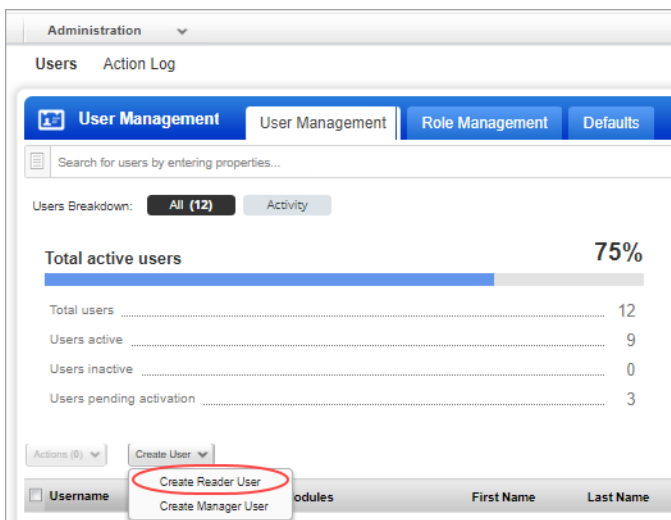 Administration
Users Action Log
User Management User Management Role Management Defaults
Search for users by entering properties...
Users Breakdown: All (12) Activity
Total active users 75%
Total users 12
Users active 9
Users inactive 0
Users pending activation 3
Actions (0) Create User
Create Reader User
Username odules First Name Last Name
Create Manager User